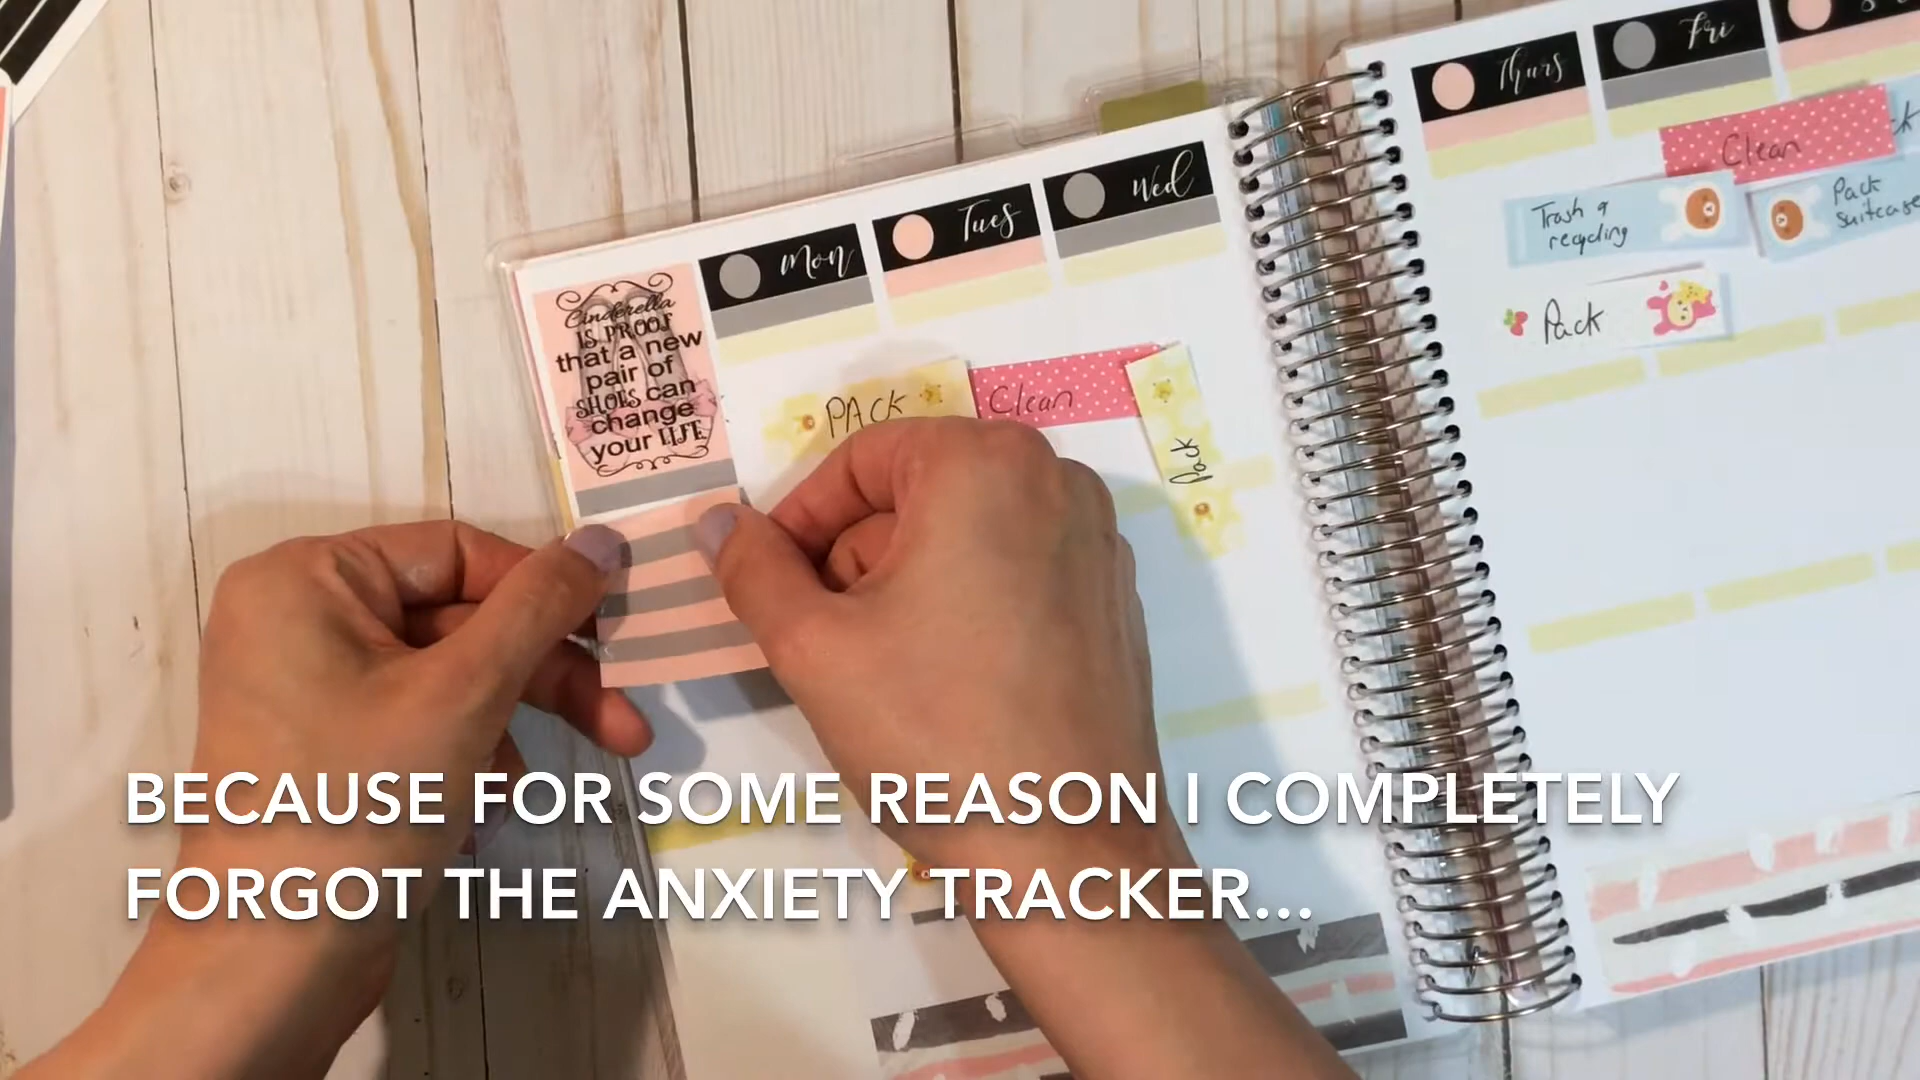 Thurs
Fri
Clean
Trash &
recycling
Pack
suitcase
Pack
Mon
Tues
Wed
Cinderella
IS PROOF
that a new
pair of
SHOES can
change
your LIFE
PACK
Clean
Pack
BECAUSE FOR SOME REASON I COMPLETELY
FORGOT THE ANXIETY TRACKER...